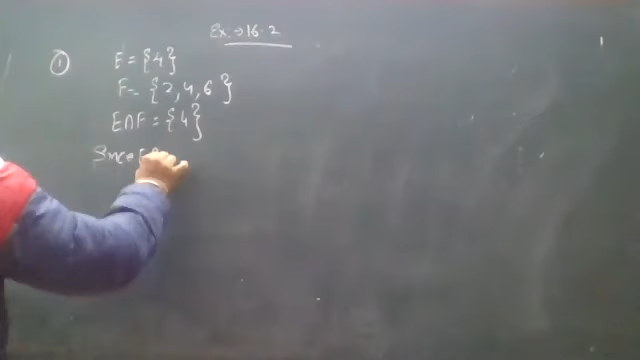 Ex → 16.2
① E = {4}
F = {2, 4, 6}
E∩F = {4}
Since E